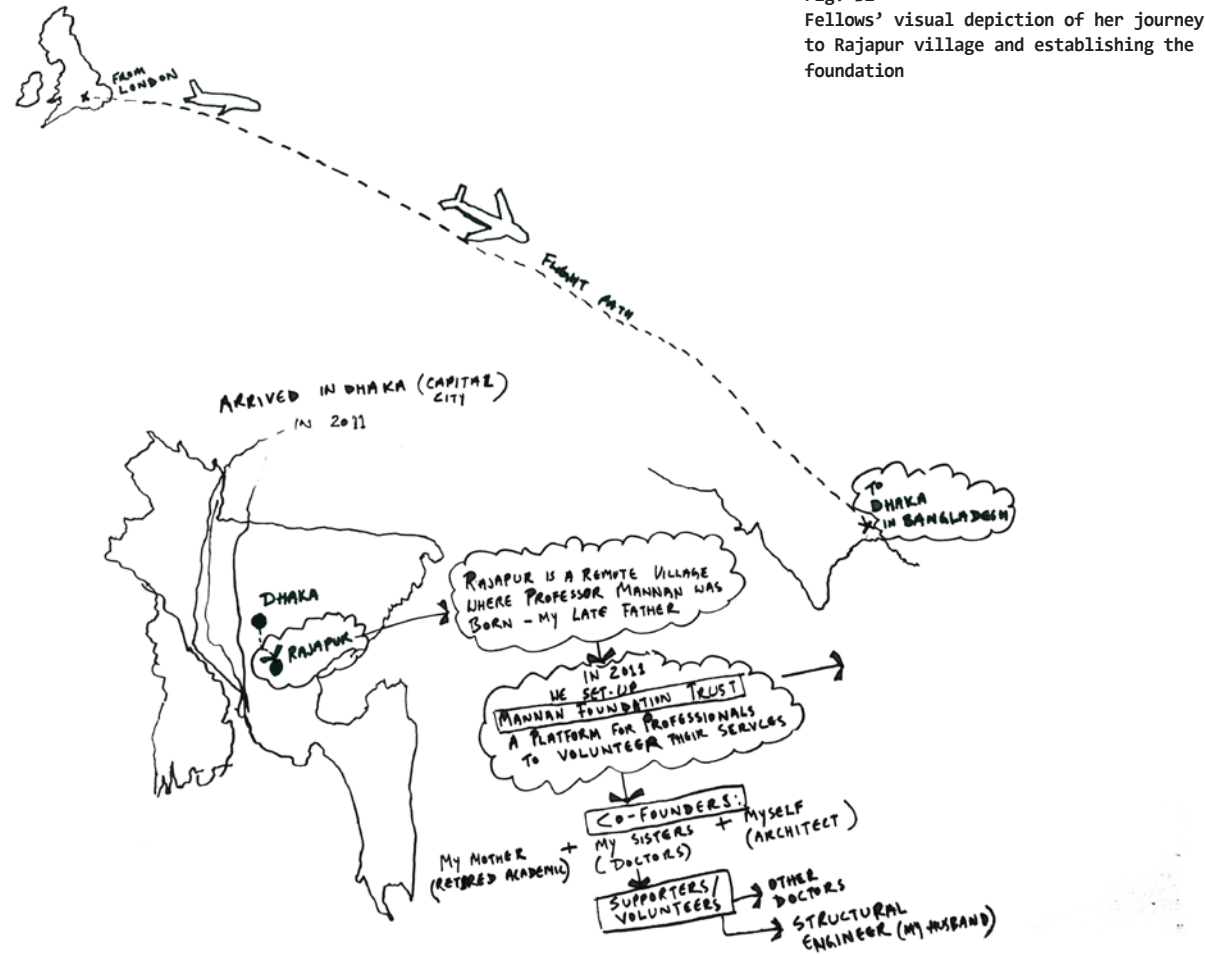 Fellows' visual depiction of her journey
to Rajapur village and establishing the
foundation
FROM
LONDON
FLIGHT PATH
ARRIVED IN DHAKA (CAPITAL
CITY)
IN 2011
TO
DHAKA
IN BANGLADESH
DHAKA
RAJAPUR
RAJAPUR IS A REMOTE VILLAGE
WHERE PROFESSOR MANNAN WAS
BORN - MY LATE FATHER
IN 2011
WE SET-UP
MANNAN FOUNDATION TRUST
A PLATFORM FOR PROFESSIONALS
TO VOLUNTEER THEIR SERVCES
CO-FOUNDERS:
MY MOTHER
(RETIRED ACADEMIC)
+
MY SISTERS
(DOCTORS)
+
MYSELF
(ARCHITECT)
SUPPORTERS/
VOLUNTEERS
OTHER
DOCTORS
STRUCTURAL
ENGINEER (MY HUSBAND)